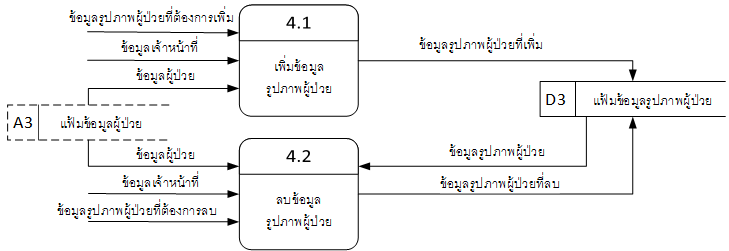 ข้อมูลรูปภาพผู้ป่วยที่ต้องการเพิ่ม
4.1
ข้อมูลเจ้าหน้าที่
ข้อมูลรูปภาพผู้ป่วยที่เพิ่ม
เพิ่มข้อมูล
รูปภาพผู้ป่วย
ข้อมูลผู้ป่วย
A3
แฟ้มข้อมูลผู้ป่วย
D3
แฟ้มข้อมูลรูปภาพผู้ป่วย
ข้อมูลผู้ป่วย
4.2
ข้อมูลรูปภาพผู้ป่วย
ข้อมูลเจ้าหน้าที่
ข้อมูลรูปภาพผู้ป่วยที่ลบ
ลบข้อมูล
รูปภาพผู้ป่วย
ข้อมูลรูปภาพผู้ป่วยที่ต้องการลบ